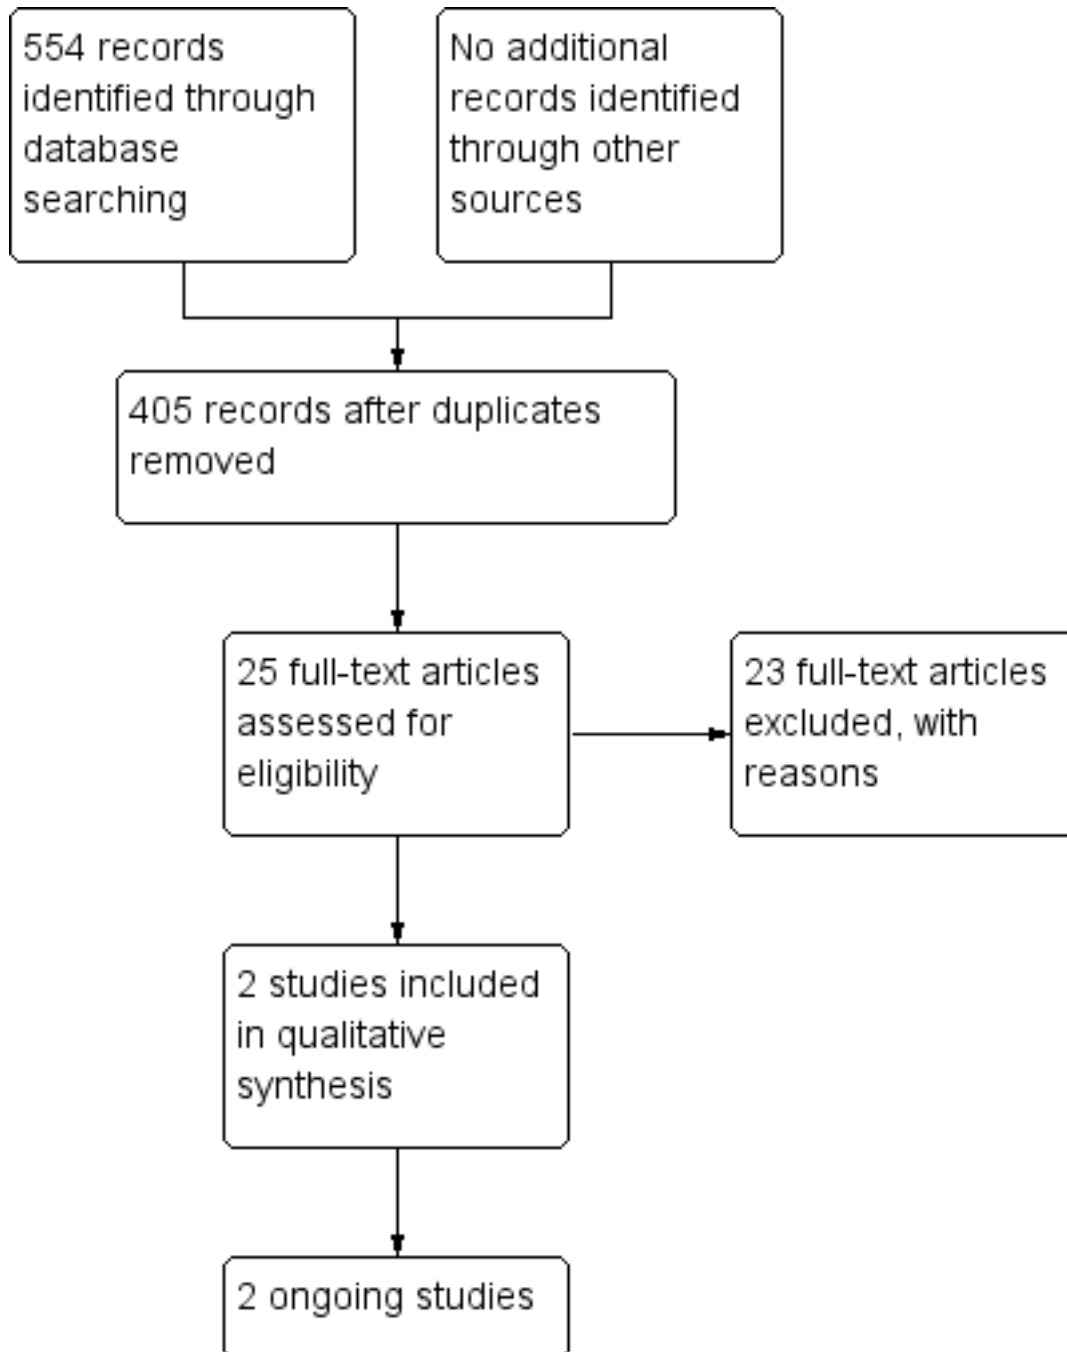 554 records
identified through
database
searching
No additional
records identified
through other
sources
405 records after duplicates
removed
25 full-text articles
assessed for
eligibility
23 full-text articles
excluded, with
reasons
2 studies included
in qualitative
synthesis
2 ongoing studies